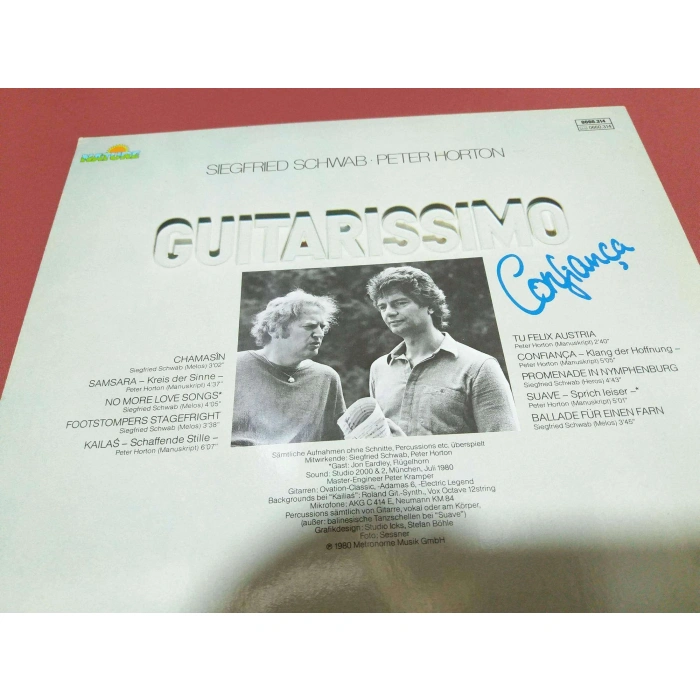 0060.314
0060.314
SIEGFRIED SCHWAB · PETER HORTON
GUITARISSIMO
Confiança
CHAMASÎN
Siegfried Schwab (Melos) 3'02"
SAMSARA – Kreis der Sinne –
Peter Horton (Manuskript) 4'37"
NO MORE LOVE SONGS*
Siegfried Schwab (Melos) 4'05"
FOOTSTOMPERS STAGEFRIGHT
Siegfried Schwab (Melos) 3'38"
KAILAŚ – Schaffende Stille –
Peter Horton (Manuskript) 6'07"
TU FELIX AUSTRIA
Peter Horton (Manuskript) 2'40"
CONFIANÇA – Klang der Hoffnung –
Peter Horton (Manuskript) 5'05"
PROMENADE IN NYMPHENBURG
Siegfried Schwab (Heros) 4'43"
SUAVE – Sprich leiser –*
Peter Horton (Manuskript) 5'01"
BALLADE FÜR EINEN FARN
Siegfried Schwab (Melos) 3'45"
Sämtliche Aufnahmen ohne Schnitte, Percussions etc. überspielt
Mitwirkende: Siegfried Schwab, Peter Horton
*Gast: Jon Eardley, Flügelhorn
Sound: Studio 2000 & 2, München, Juli 1980
Master-Engineer Peter Kramper
Gitarren: Ovation-Classic, -Adamas 6, -Electric Legend
Backgrounds bei "Kailas": Roland Git.-Synth., Vox Octave 12string
Mikrofone: AKG C 414 E, Neumann KM 84
Percussions sämtlich von Gitarre, vokal oder am Körper,
(außer: balinesische Tanzschellen bei "Suave")
Grafikdesign: Studio Icks, Stefan Böhle
Foto: Sessner
℗ 1980 Metronome Musik GmbH